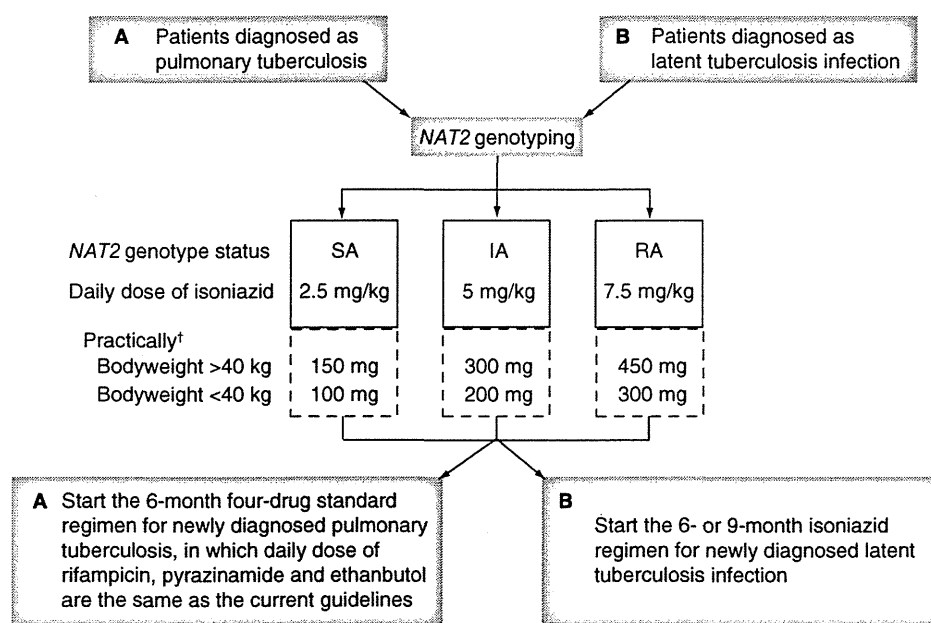 A Patients diagnosed as
pulmonary tuberculosis
B Patients diagnosed as
latent tuberculosis infection
NAT2 genotyping
NAT2 genotype status SA IA RA
Daily dose of isoniazid 2.5 mg/kg 5 mg/kg 7.5 mg/kg
Practically†
Bodyweight >40 kg 150 mg 300 mg 450 mg
Bodyweight <40 kg 100 mg 200 mg 300 mg
A Start the 6-month four-drug standard
regimen for newly diagnosed pulmonary
tuberculosis, in which daily dose of
rifampicin, pyrazinamide and ethanbutol
are the same as the current guidelines
B
Start the 6- or 9-month isoniazid
regimen for newly diagnosed latent
tuberculosis infection